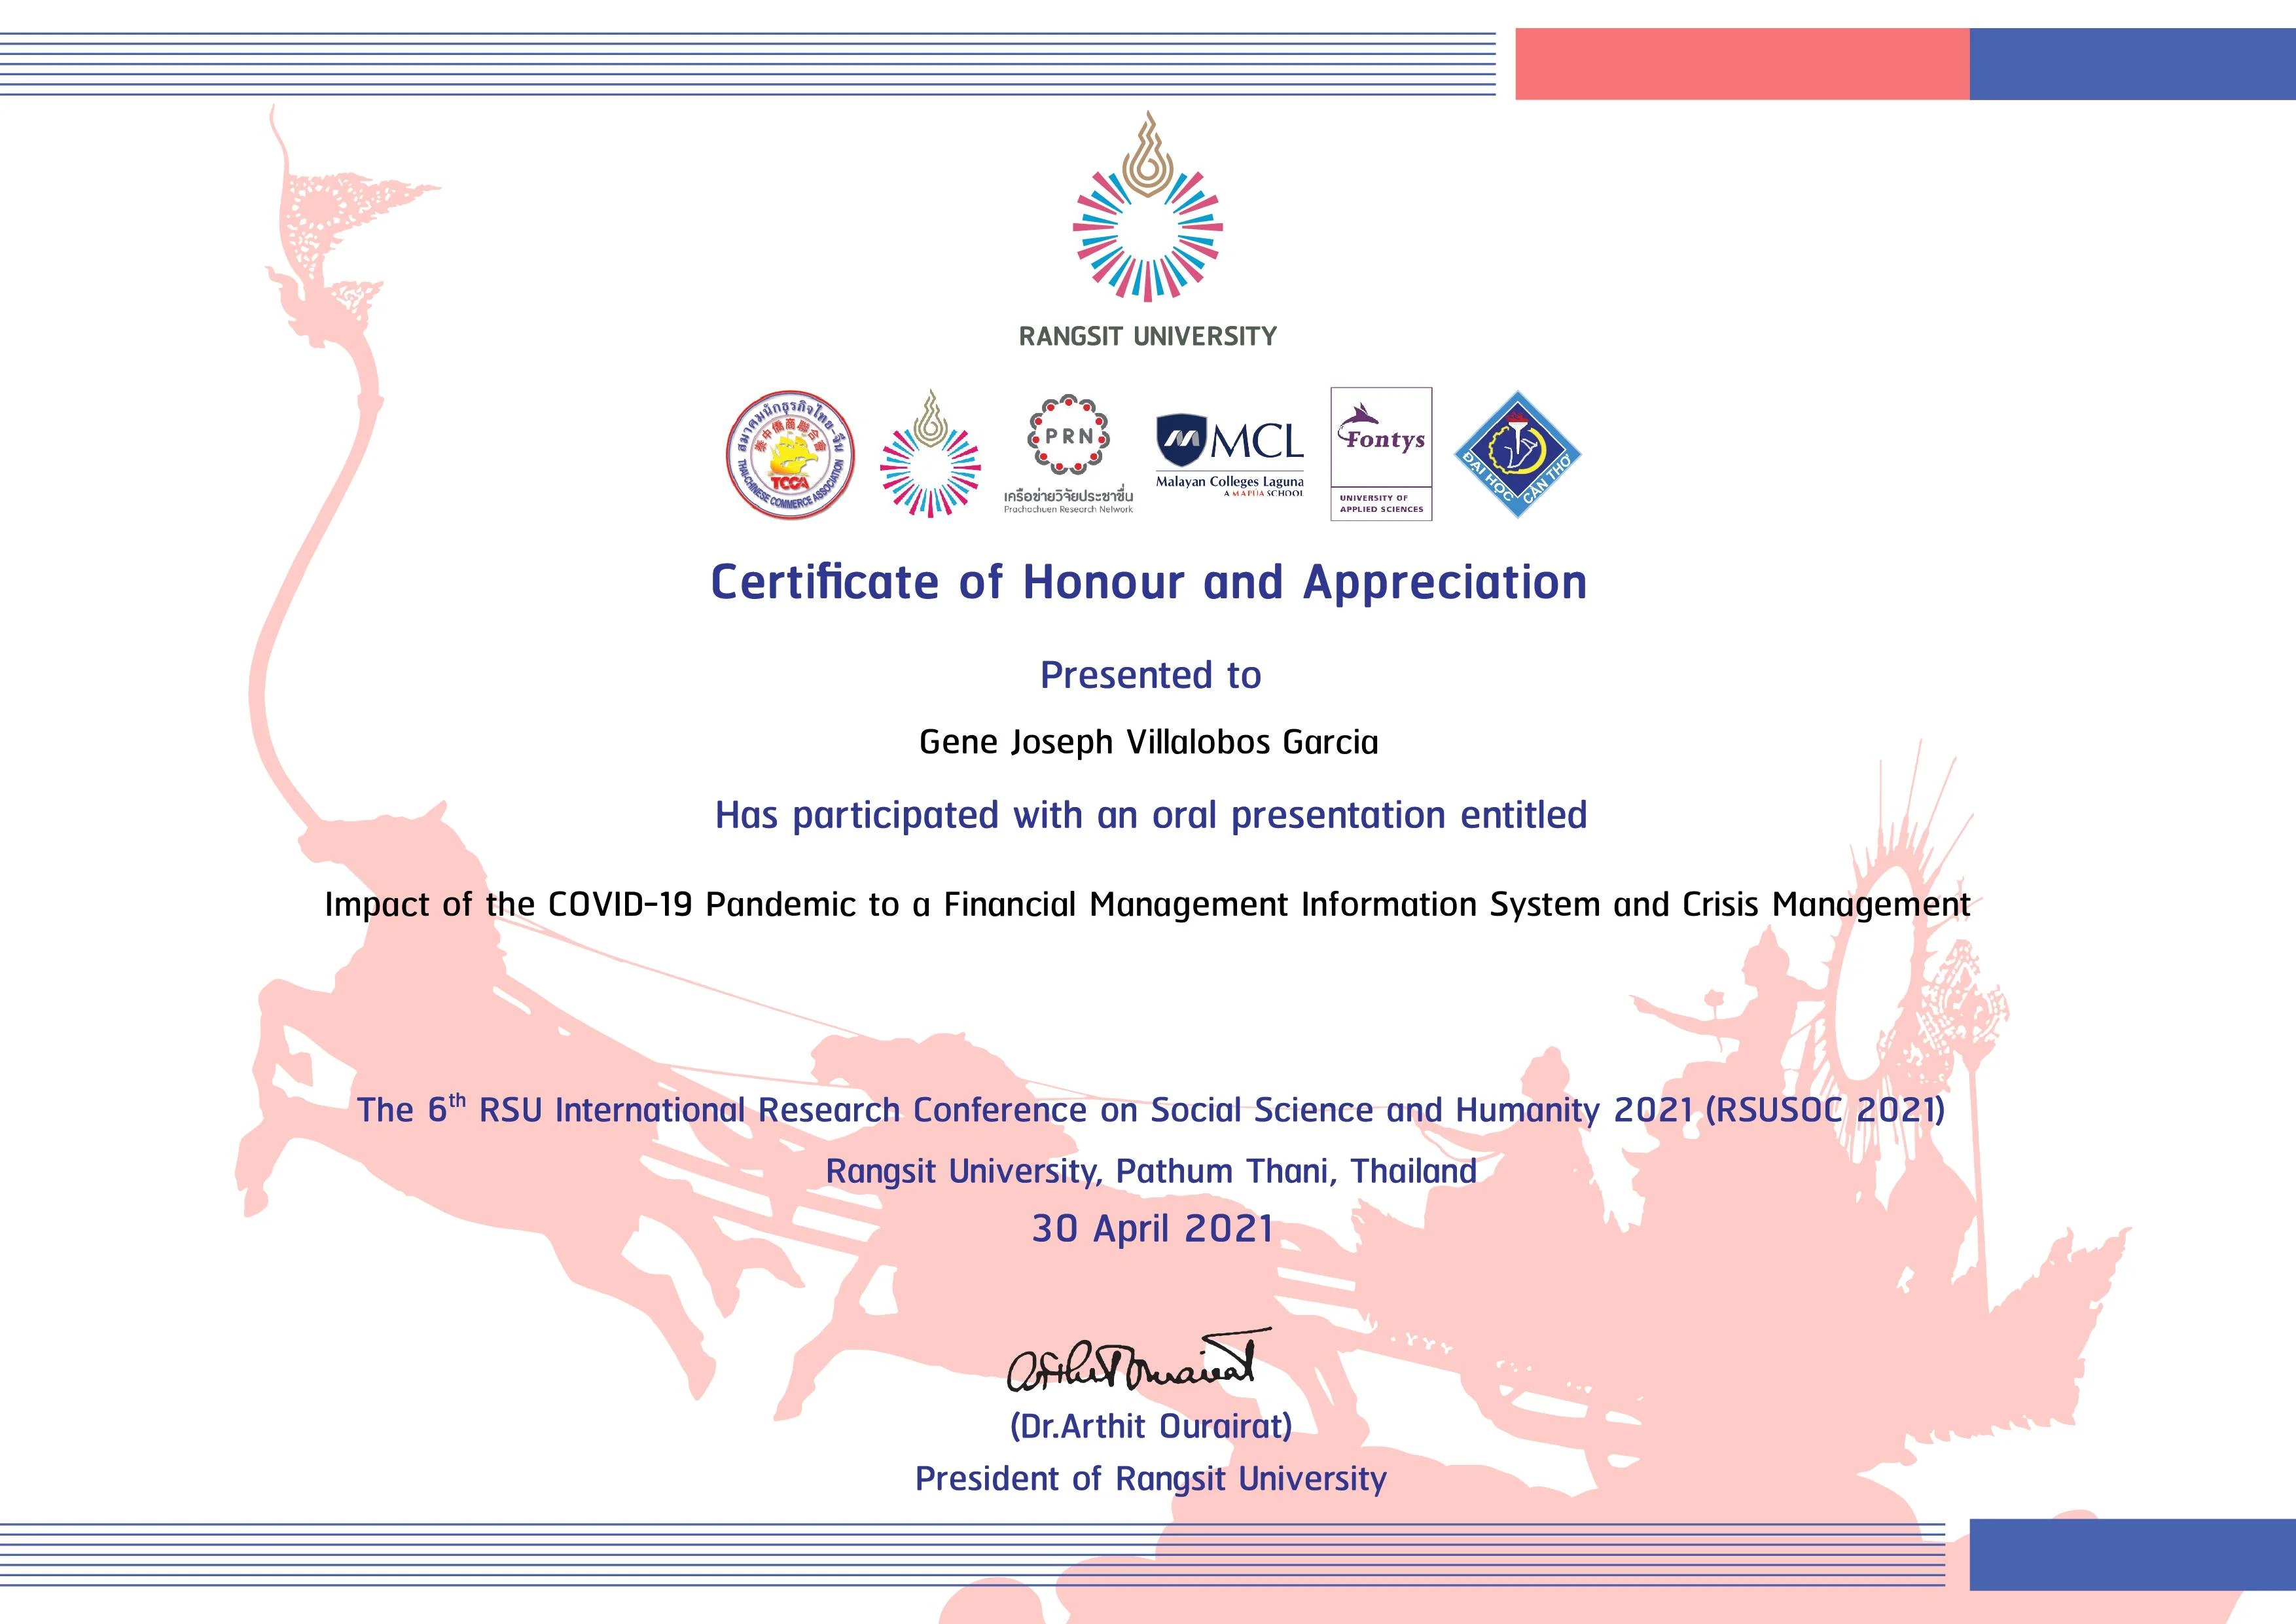 RANGSIT UNIVERSITY
สมาคมนักธุรกิจไทย-จีน
泰中僑商聯合會
TCCA
THAI-CHINESE COMMERCE ASSOCIATION
PRN
เครือข่ายวิจัยประชาชื่น
Prachachuen Research Network
MCL
Malayan Colleges Laguna
A MAPÚA SCHOOL
Fontys
UNIVERSITY OF
APPLIED SCIENCES
ĐẠI HỌC CẦN THƠ
Certificate of Honour and Appreciation
Presented to
Gene Joseph Villalobos Garcia
Has participated with an oral presentation entitled
Impact of the COVID-19 Pandemic to a Financial Management Information System and Crisis Management
The 6th RSU International Research Conference on Social Science and Humanity 2021 (RSUSOC 2021)
Rangsit University, Pathum Thani, Thailand
30 April 2021
Arthit Ourairat
(Dr.Arthit Ourairat)
President of Rangsit University